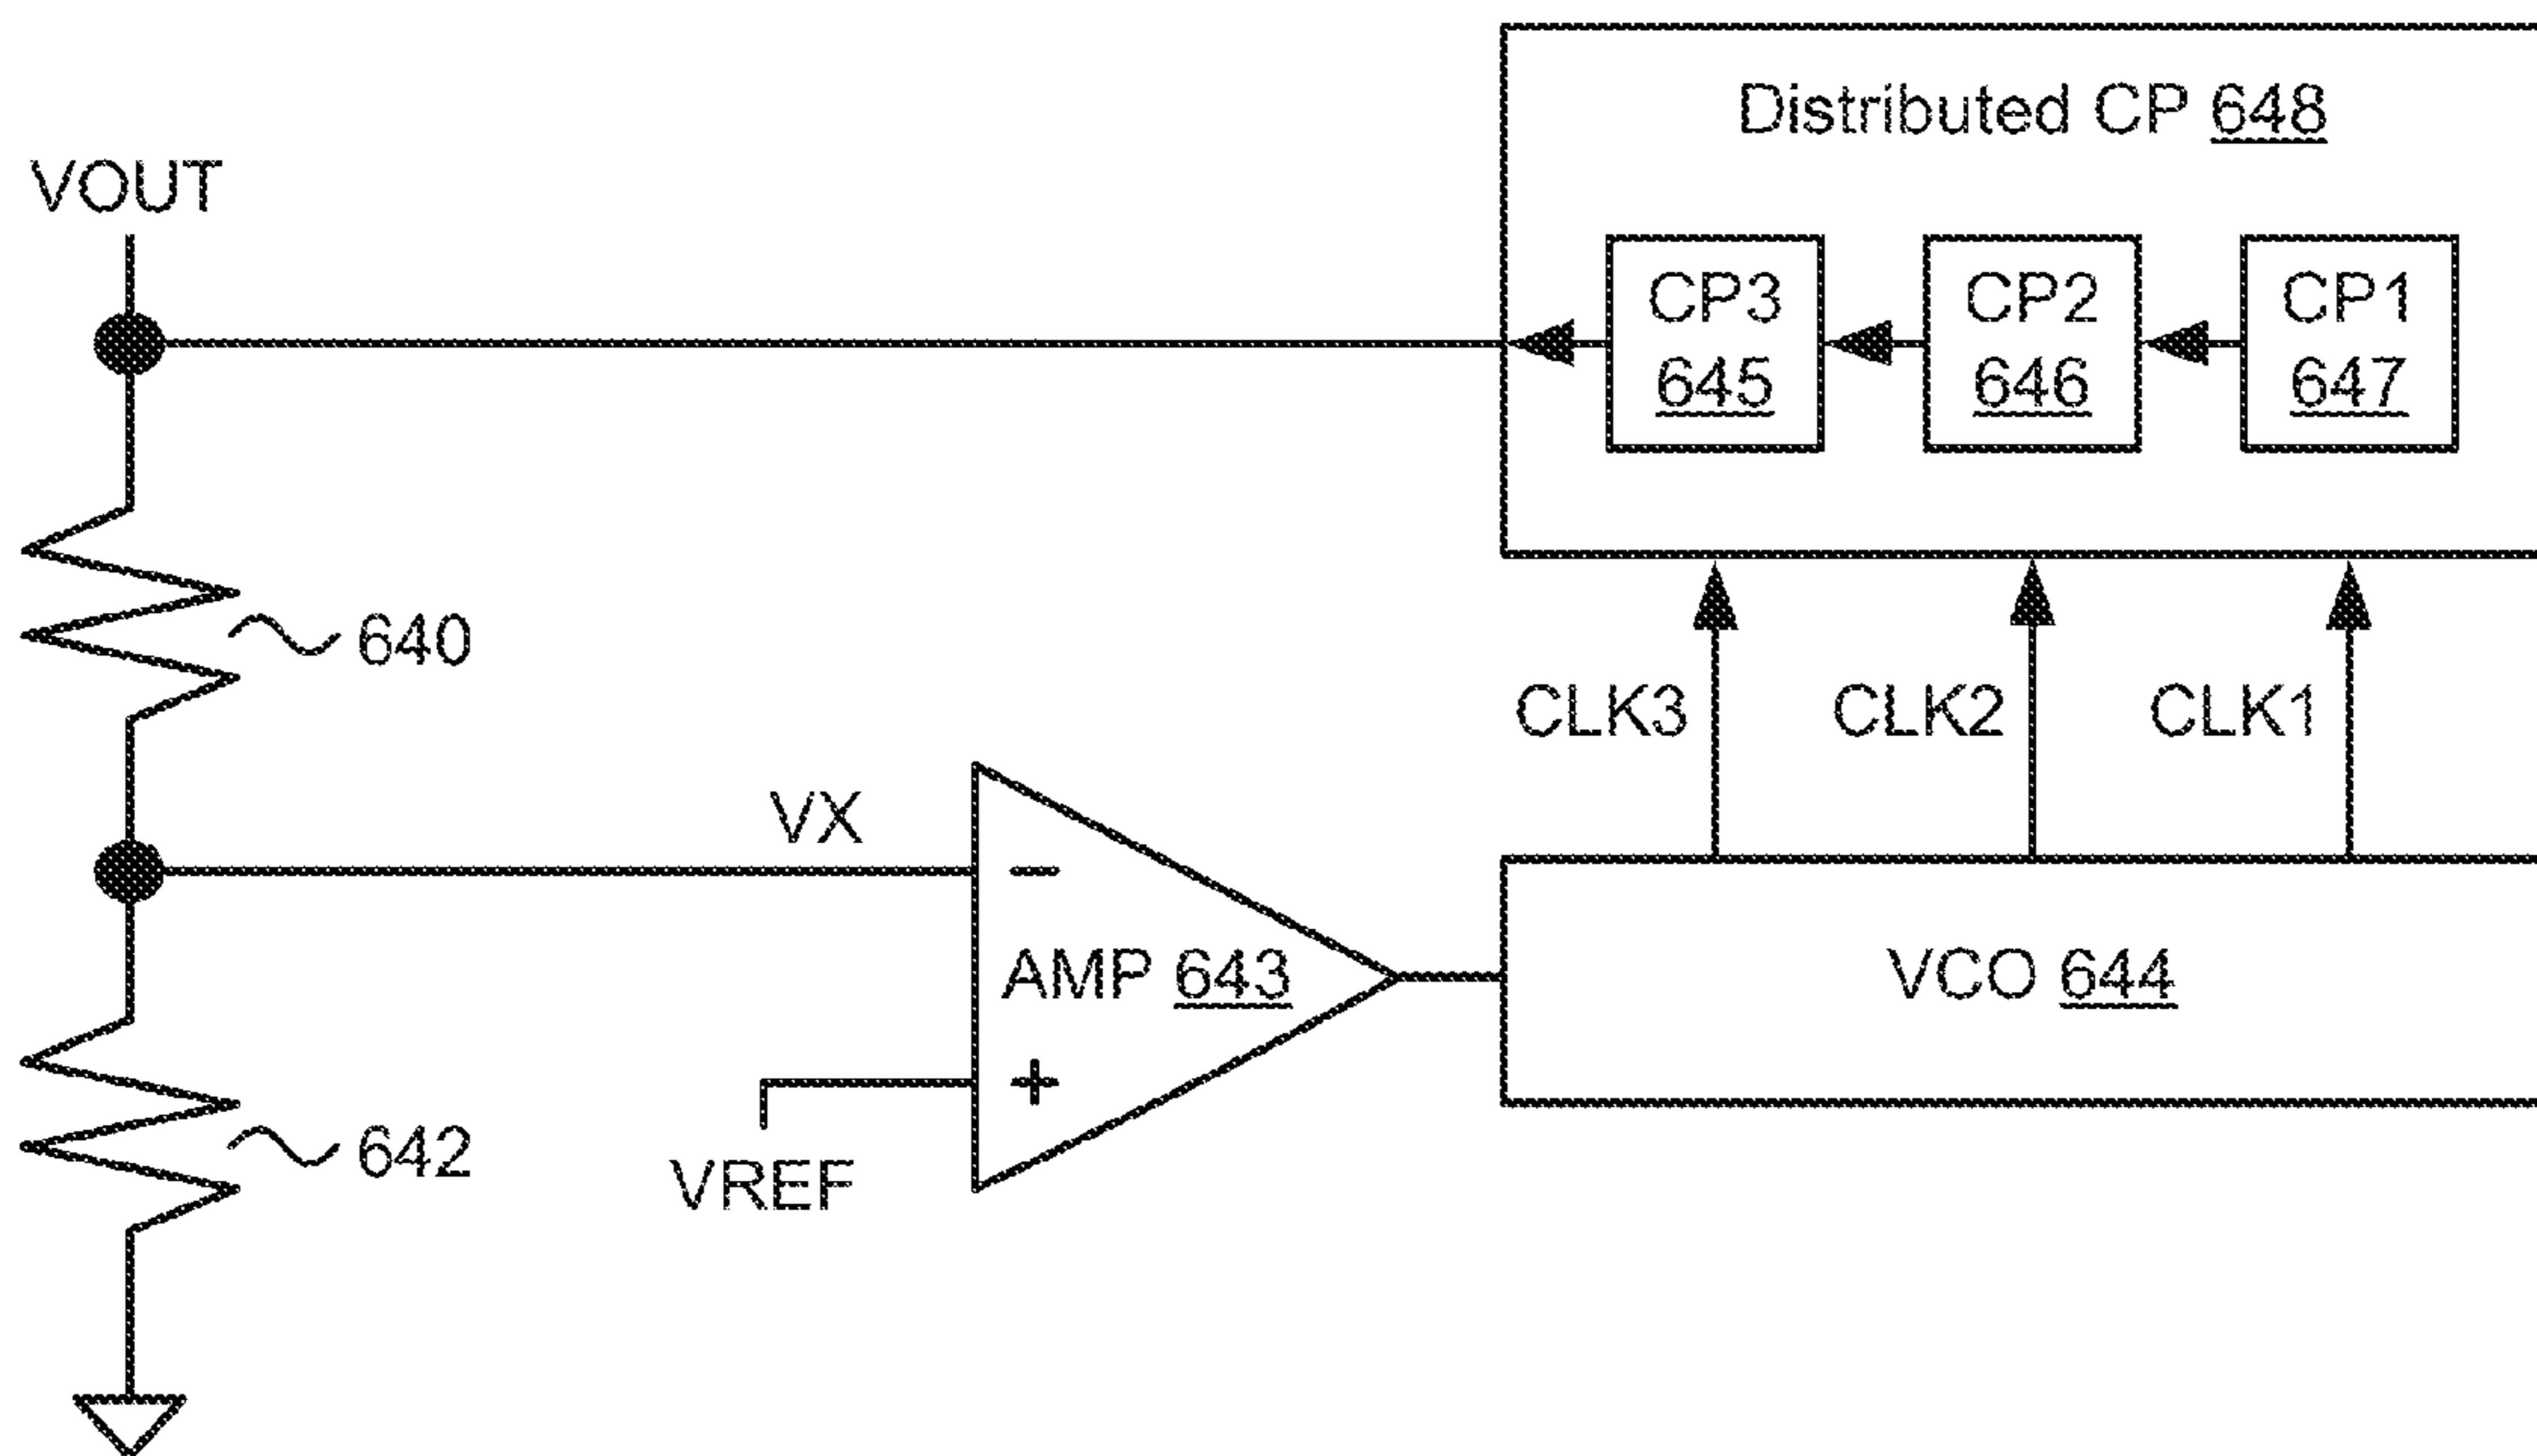 Distributed CP 648
VOUT
CP3
645
CP2
646
CP1
647
640
CLK3
CLK2
CLK1
VX
−
AMP 643
+
VREF
VCO 644
642